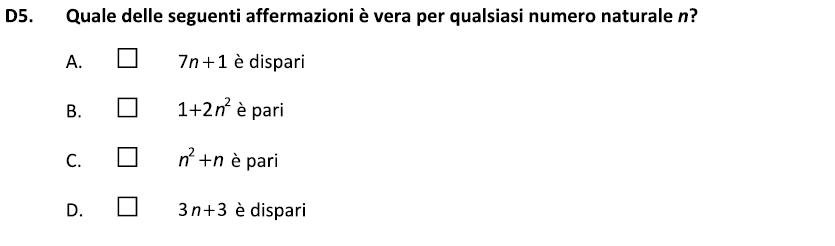 D5. Quale delle seguenti affermazioni è vera per qualsiasi numero naturale n?
A. □ 7n+1 è dispari
B. □ 1+2n² è pari
C. □ n²+n è pari
D. □ 3n+3 è dispari